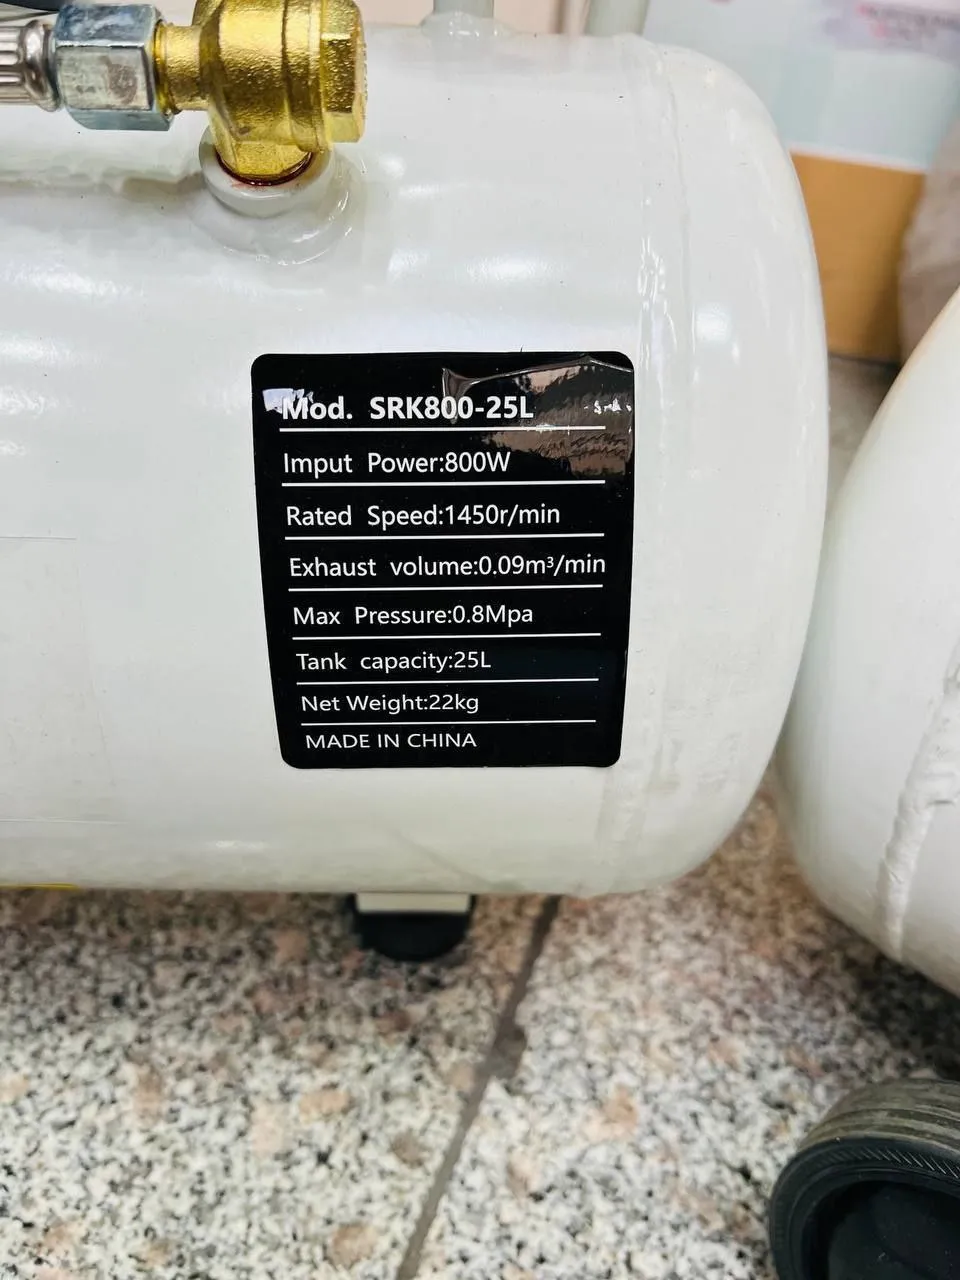 Mod. SRK800-25L
Imput Power:800W
Rated Speed:1450r/min
Exhaust volume:0.09m³/min
Max Pressure:0.8Mpa
Tank capacity:25L
Net Weight:22kg
MADE IN CHINA